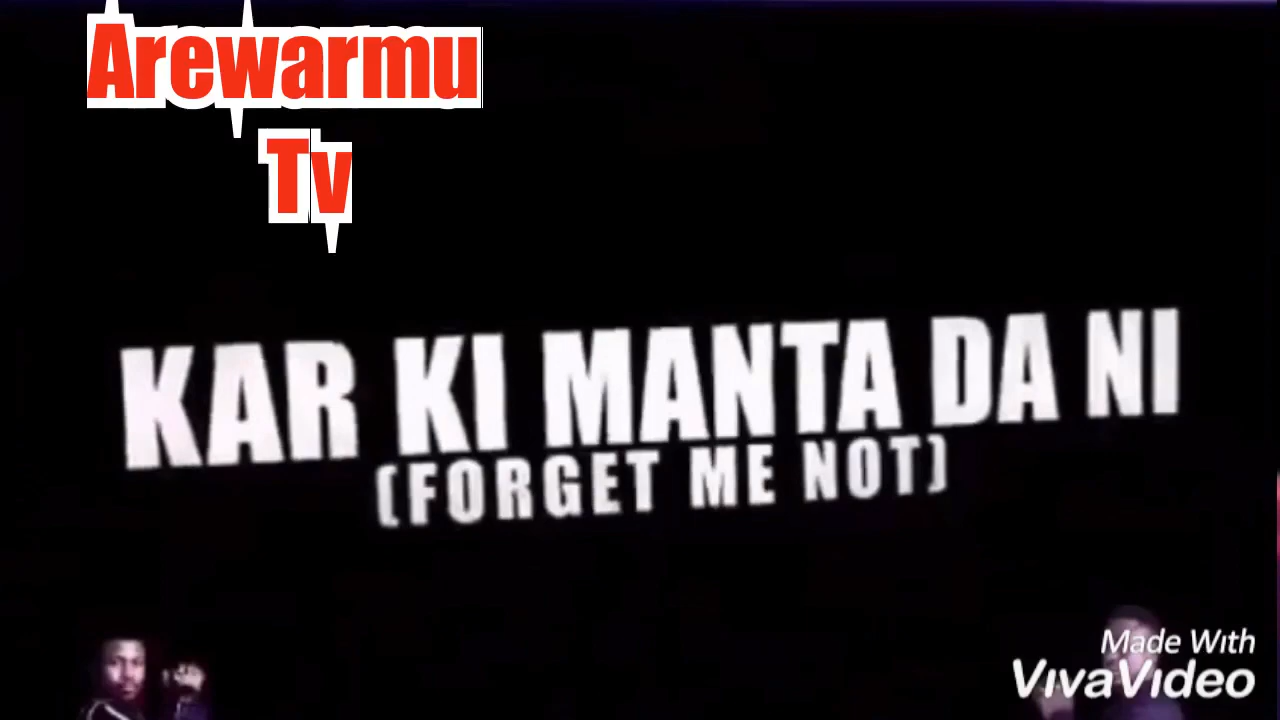 Arewarmu
Tv
KAR KI MANTA DA NI
(FORGET ME NOT)
Made With
VivaVideo